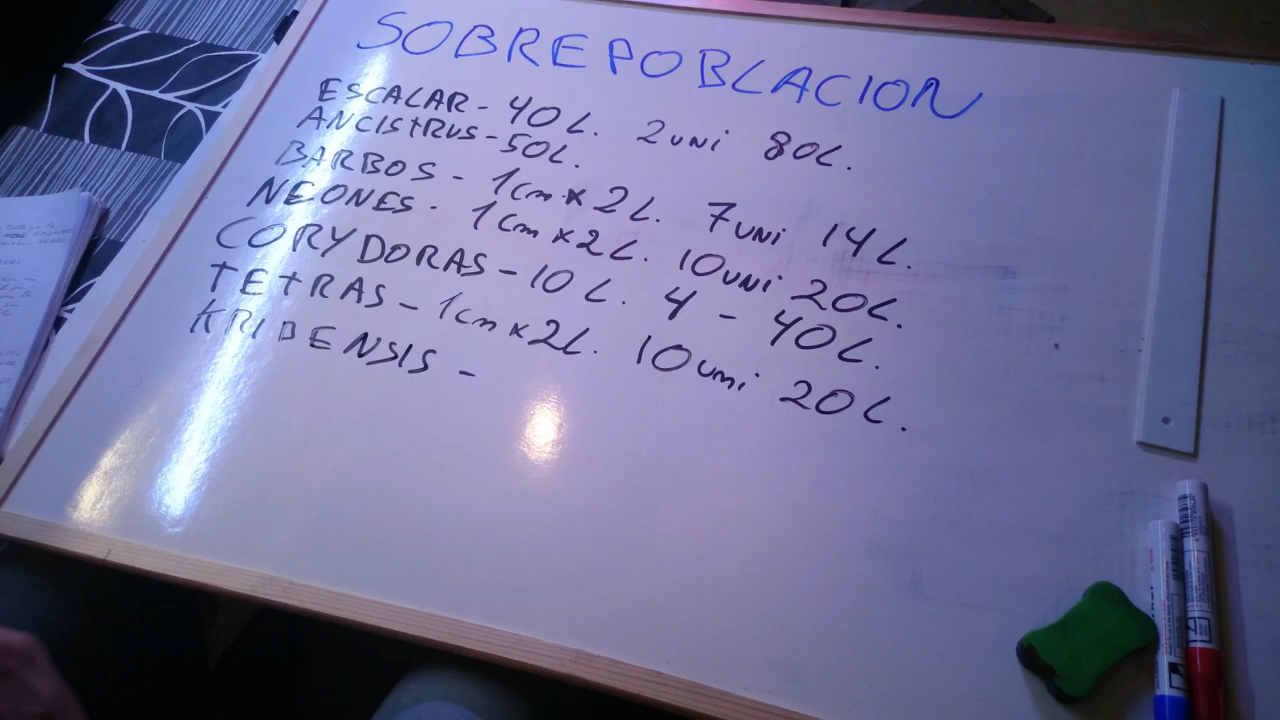 SOBREPOBLACION
ESCALAR - 40L. 2uni 80L.
ANCISTRUS - 50L.
BARBOS - 1cm x 2L. 7uni 14L.
NEONES. 1cm x 2L. 10uni 20L.
CORYDORAS - 10L. 4 - 40L.
TETRAS - 1cm x 2L. 10uni 20L.
KRIBENSIS -